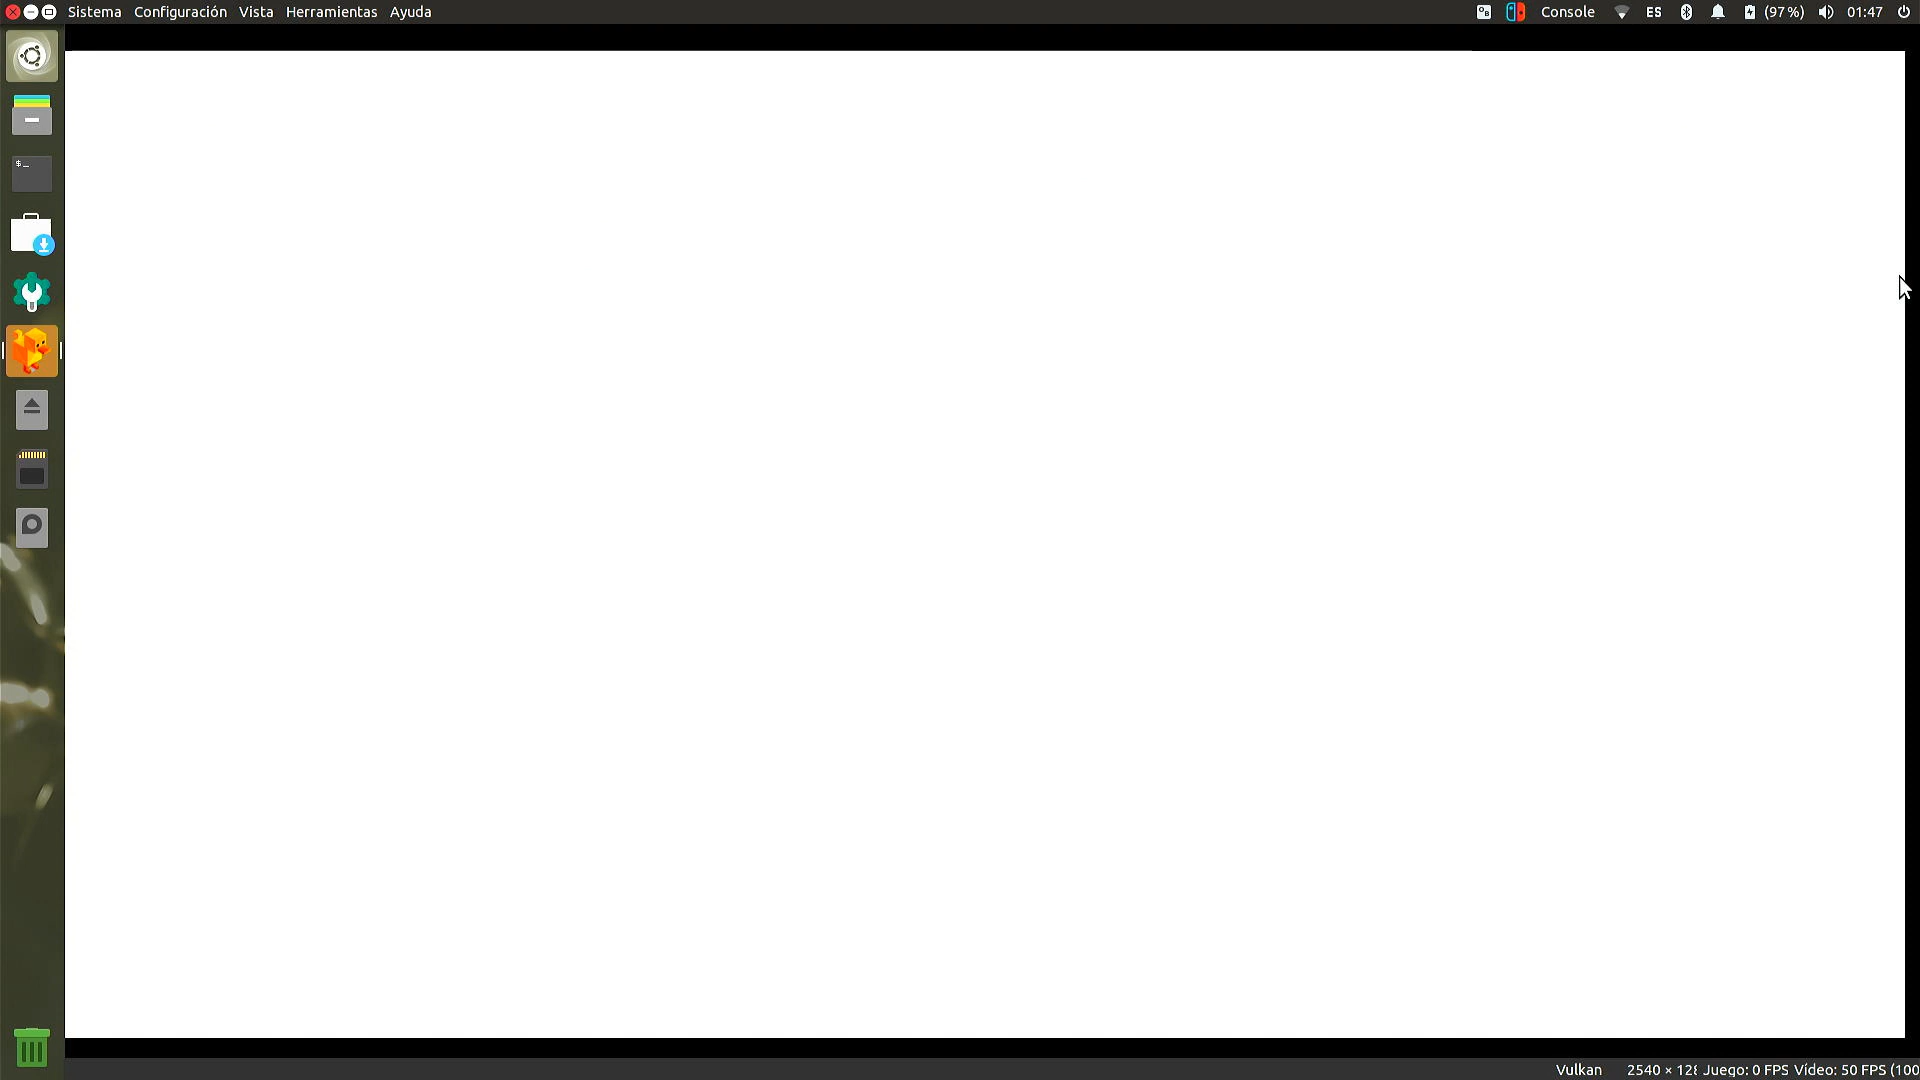 Sistema Configuración Vista Herramientas Ayuda Console ES (97%) 01:47
$_
Vulkan 2540 × 128 Juego: 0 FPS Vídeo: 50 FPS (100